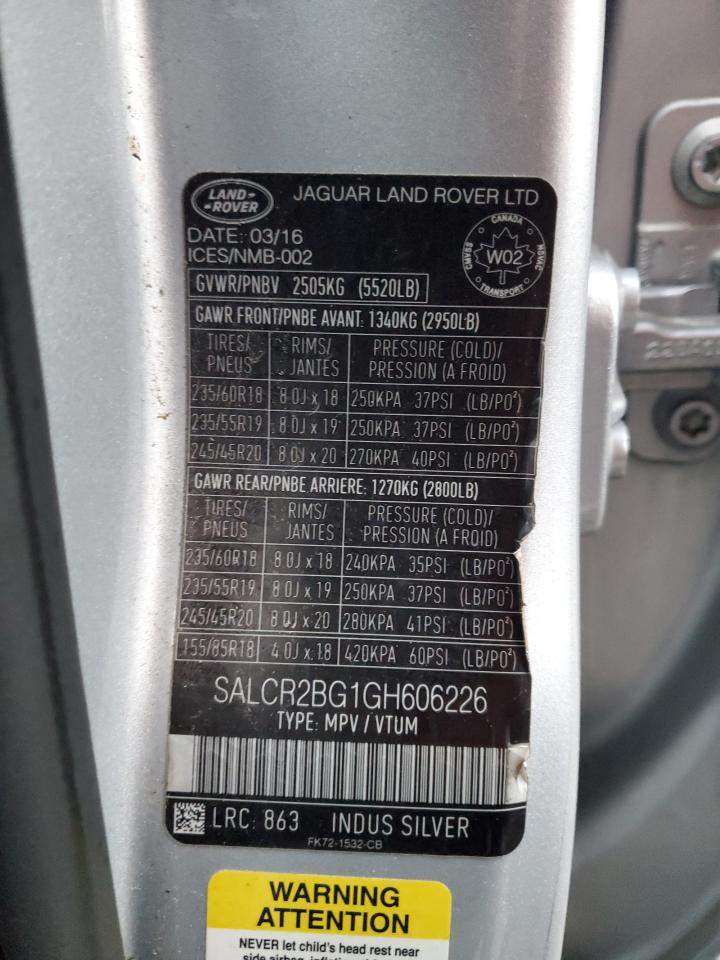 LAND ROVER
JAGUAR LAND ROVER LTD
DATE: 03/16
ICES/NMB-002
CANADA
CMVSS
NSVAC
W02
TRANSPORT
GVWR/PNBV 2505KG (5520LB)
GAWR FRONT/PNBE AVANT: 1340KG (2950LB)
TIRES/ RIMS/ PRESSURE (COLD)/
PNEUS JANTES PRESSION (A FROID)
235/60R18 8.0J x 18 250KPA 37PSI (LB/PO²)
235/55R19 8.0J x 19 250KPA 37PSI (LB/PO²)
245/45R20 8.0J x 20 270KPA 40PSI (LB/PO²)
GAWR REAR/PNBE ARRIERE: 1270KG (2800LB)
TIRES/ RIMS/ PRESSURE (COLD)/
PNEUS JANTES PRESSION (A FROID)
235/60R18 8.0J x 18 240KPA 35PSI (LB/PO²)
235/55R19 8.0J x 19 250KPA 37PSI (LB/PO²)
245/45R20 8.0J x 20 280KPA 41PSI (LB/PO²)
155/85R18 4.0J x 18 420KPA 60PSI (LB/PO²)
SALCR2BG1GH606226
TYPE: MPV / VTUM
LRC: 863 INDUS SILVER
FK72-1532-CB
WARNING
ATTENTION
NEVER let child's head rest near
side airbag,